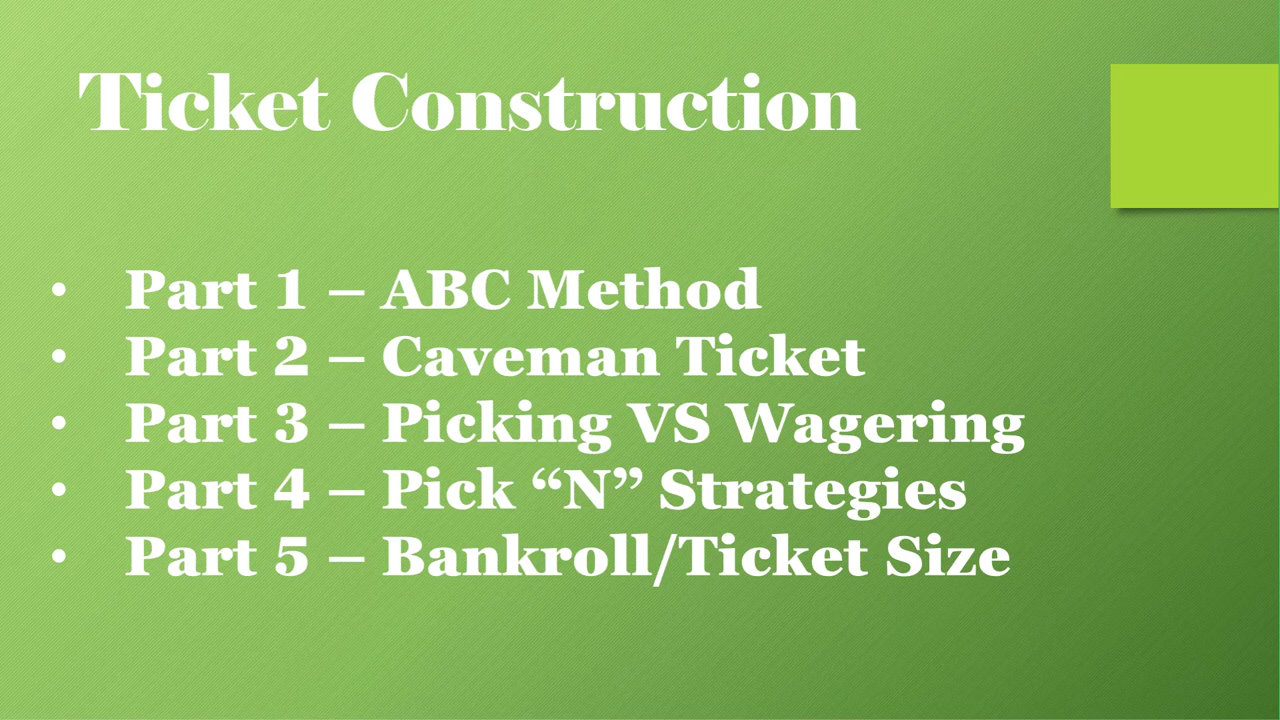 Ticket Construction
• Part 1 – ABC Method
• Part 2 – Caveman Ticket
• Part 3 – Picking VS Wagering
• Part 4 – Pick “N” Strategies
• Part 5 – Bankroll/Ticket Size